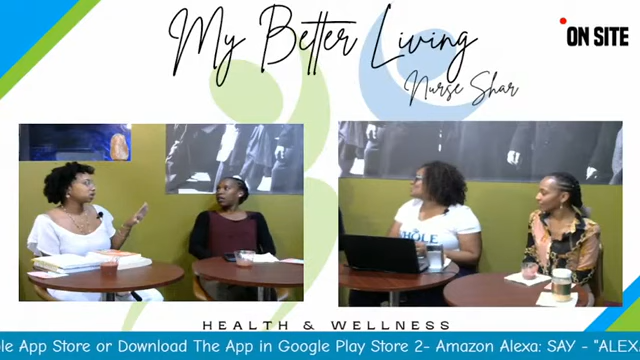 My Better Living
Nurse Shar
ON SITE
WHOLE
HEALTH & WELLNESS
le App Store or Download The App in Google Play Store 2- Amazon Alexa: SAY - "ALEX